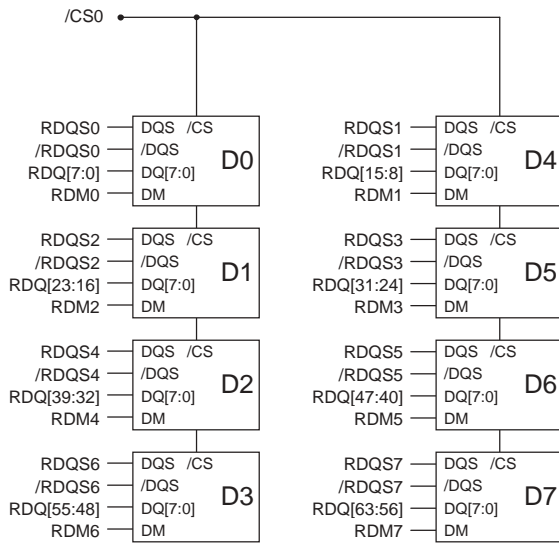 /CS0
RDQS0 DQS /CS RDQS1 DQS /CS
/RDQS0 /DQS D0 /RDQS1 /DQS D4
RDQ[7:0] DQ[7:0] RDQ[15:8] DQ[7:0]
RDM0 DM RDM1 DM
RDQS2 DQS /CS RDQS3 DQS /CS
/RDQS2 /DQS D1 /RDQS3 /DQS D5
RDQ[23:16] DQ[7:0] RDQ[31:24] DQ[7:0]
RDM2 DM RDM3 DM
RDQS4 DQS /CS RDQS5 DQS /CS
/RDQS4 /DQS D2 /RDQS5 /DQS D6
RDQ[39:32] DQ[7:0] RDQ[47:40] DQ[7:0]
RDM4 DM RDM5 DM
RDQS6 DQS /CS RDQS7 DQS /CS
/RDQS6 /DQS D3 /RDQS7 /DQS D7
RDQ[55:48] DQ[7:0] RDQ[63:56] DQ[7:0]
RDM6 DM RDM7 DM